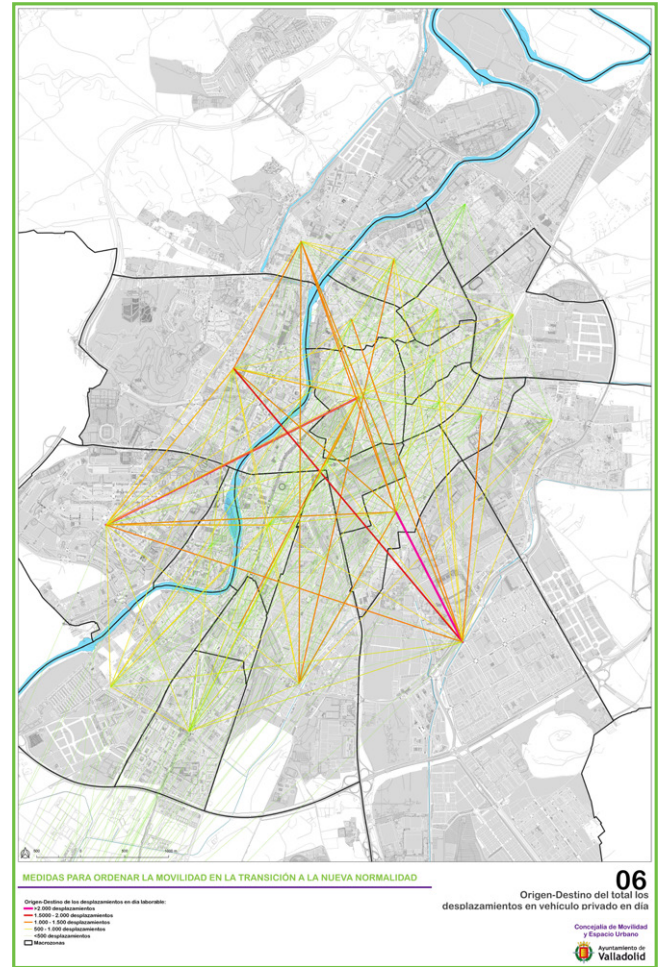 MEDIDAS PARA ORDENAR LA MOVILIDAD EN LA TRANSICIÓN A LA NUEVA NORMALIDAD
06
Origen-Destino del total los
desplazamientos en vehículo privado en día
Origen-Destino de los desplazamientos en día laborable:
>2.000 desplazamientos
1.5000 - 2.000 desplazamientos
1.000 - 1.500 desplazamientos
500 - 1.000 desplazamientos
<500 desplazamientos
Macrozonas
Concejalía de Movilidad
y Espacio Urbano
Ayuntamiento de
Valladolid